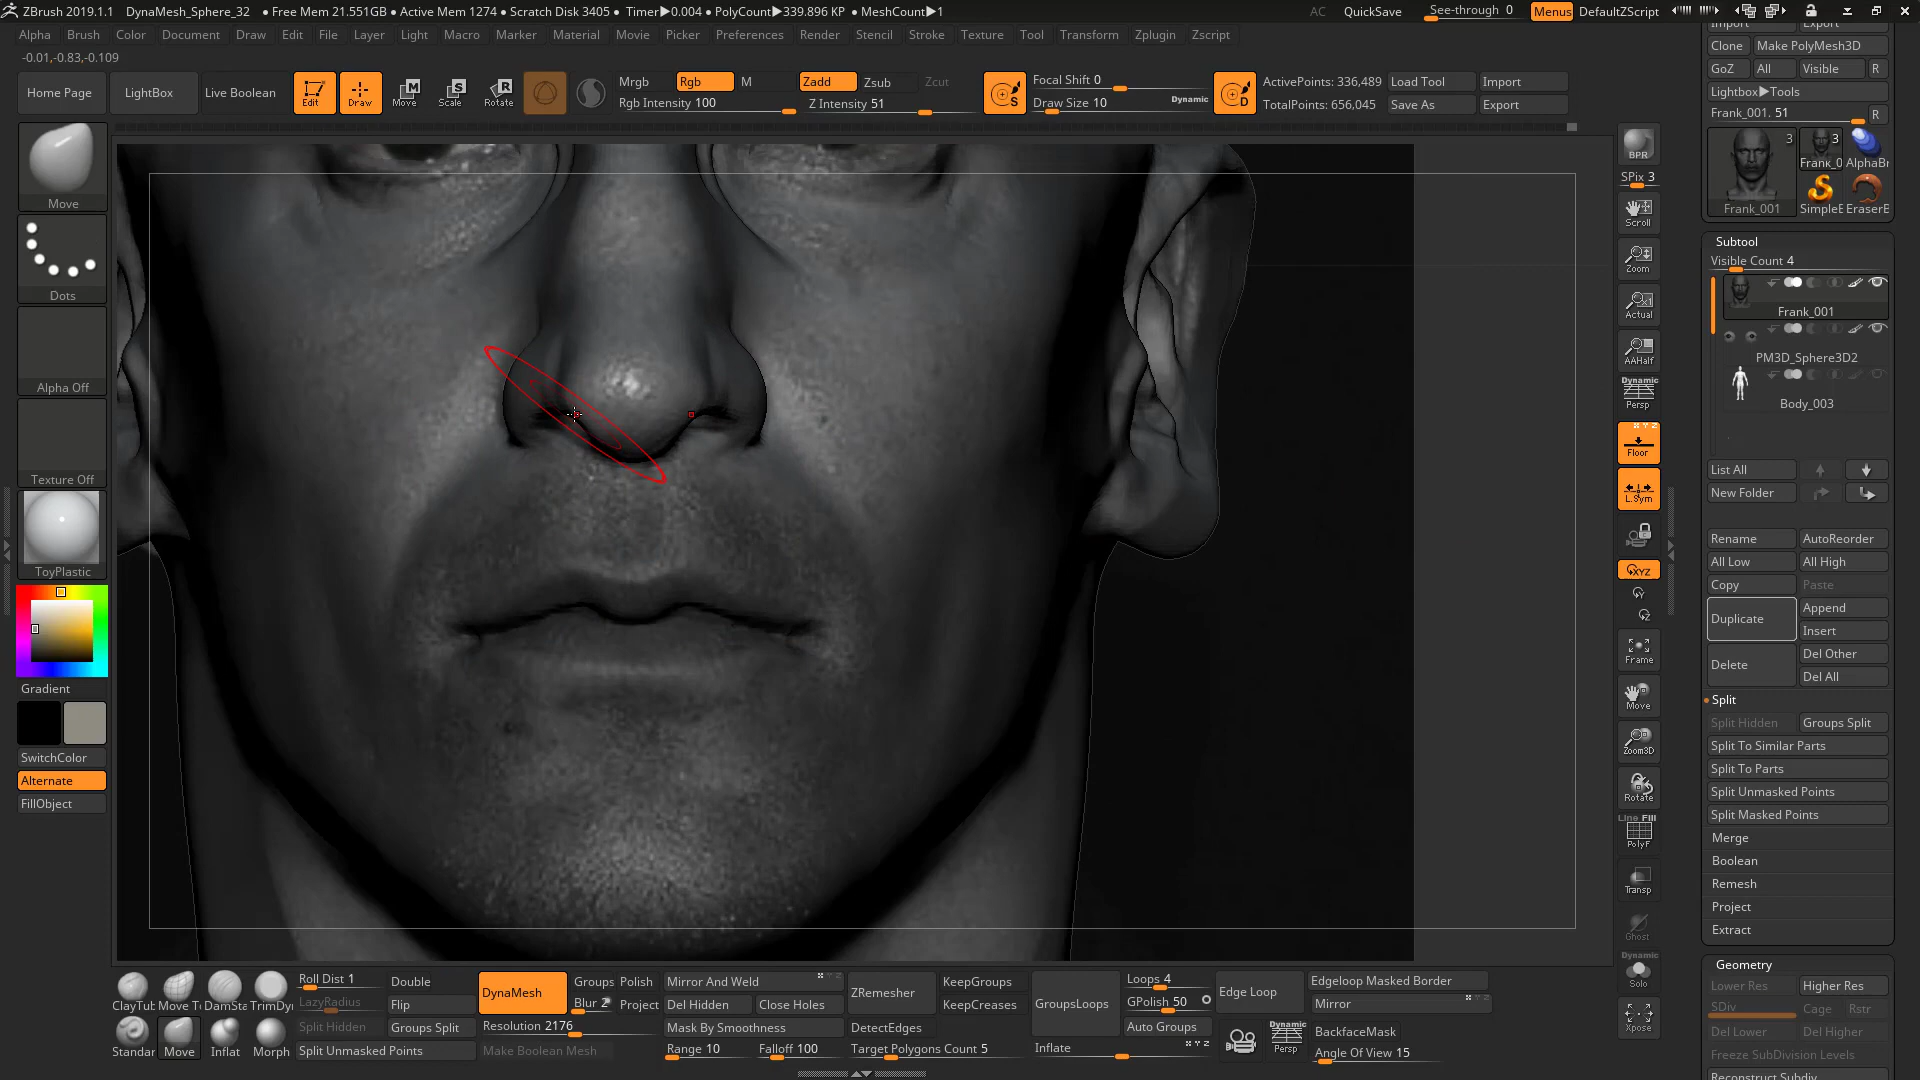 ZBrush 2019.1.1 DynaMesh_Sphere_32 • Free Mem 21.551GB • Active Mem 1274 • Scratch Disk 3405 • Timer▶0.004 • PolyCount▶339.896 KP • MeshCount▶1 AC QuickSave See-through 0 Menus DefaultZScript
Alpha Brush Color Document Draw Edit File Layer Light Macro Marker Material Movie Picker Preferences Render Stencil Stroke Texture Tool Transform Zplugin Zscript
-0.01,-0.83,-0.109
Home Page LightBox Live Boolean Edit Draw Move Scale Rotate
Mrgb Rgb M Zadd Zsub Zcut
Rgb Intensity 100 Z Intensity 51
Focal Shift 0
Draw Size 10 Dynamic
ActivePoints: 336,489 Load Tool Import
TotalPoints: 656,045 Save As Export
Move
Dots
Alpha Off
Texture Off
ToyPlastic
Gradient
SwitchColor
Alternate
FillObject
BPR
SPix 3
Scroll
Zoom
Actual
AAHalf
Dynamic
Persp
Floor
L.Sym
XYZ
Frame
Move
Zoom3D
Rotate
Line Fill
PolyF
Transp
Ghost
Dynamic
Solo
Xpose
Clone Make PolyMesh3D
GoZ All Visible R
Lightbox▶Tools
Frank_001. 51 R
3 3
Frank_0 AlphaBr
Frank_001 SimpleE EraserB
Subtool
Visible Count 4
Frank_001
PM3D_Sphere3D2
Body_003
List All
New Folder
Rename AutoReorder
All Low All High
Copy Paste
Duplicate Append
Insert
Delete Del Other
Del All
Split
Split Hidden Groups Split
Split To Similar Parts
Split To Parts
Split Unmasked Points
Split Masked Points
Merge
Boolean
Remesh
Project
Extract
Geometry
Lower Res Higher Res
SDiv Cage Rstr
Del Lower Del Higher
Freeze SubDivision Levels
Reconstruct Subdiv
ClayTub Move T DamSta TrimDy
Standar Move Inflat Morph
Roll Dist 1 Double
LazyRadius Flip
Split Hidden Groups Split
Split Unmasked Points
DynaMesh Groups Polish
Blur 2 Project
Resolution 2176
Make Boolean Mesh
Mirror And Weld
Del Hidden Close Holes
Mask By Smoothness
Range 10 Falloff 100
ZRemesher KeepGroups
KeepCreases
DetectEdges
Target Polygons Count 5
GroupsLoops Loops 4
GPolish 50
Auto Groups
Inflate
Edge Loop Edgeloop Masked Border
Mirror
Dynamic
Persp
BackfaceMask
Angle Of View 15